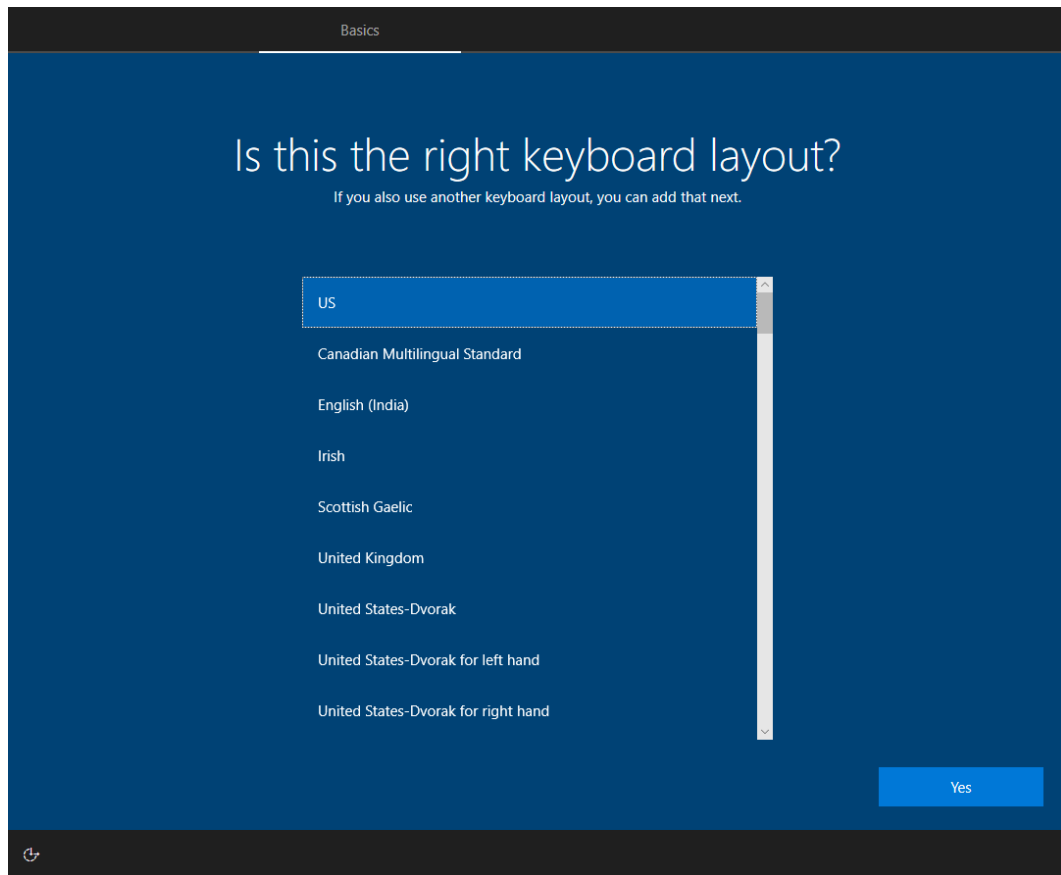 Basics
Is this the right keyboard layout?
If you also use another keyboard layout, you can add that next.
US
Canadian Multilingual Standard
English (India)
Irish
Scottish Gaelic
United Kingdom
United States-Dvorak
United States-Dvorak for left hand
United States-Dvorak for right hand
Yes